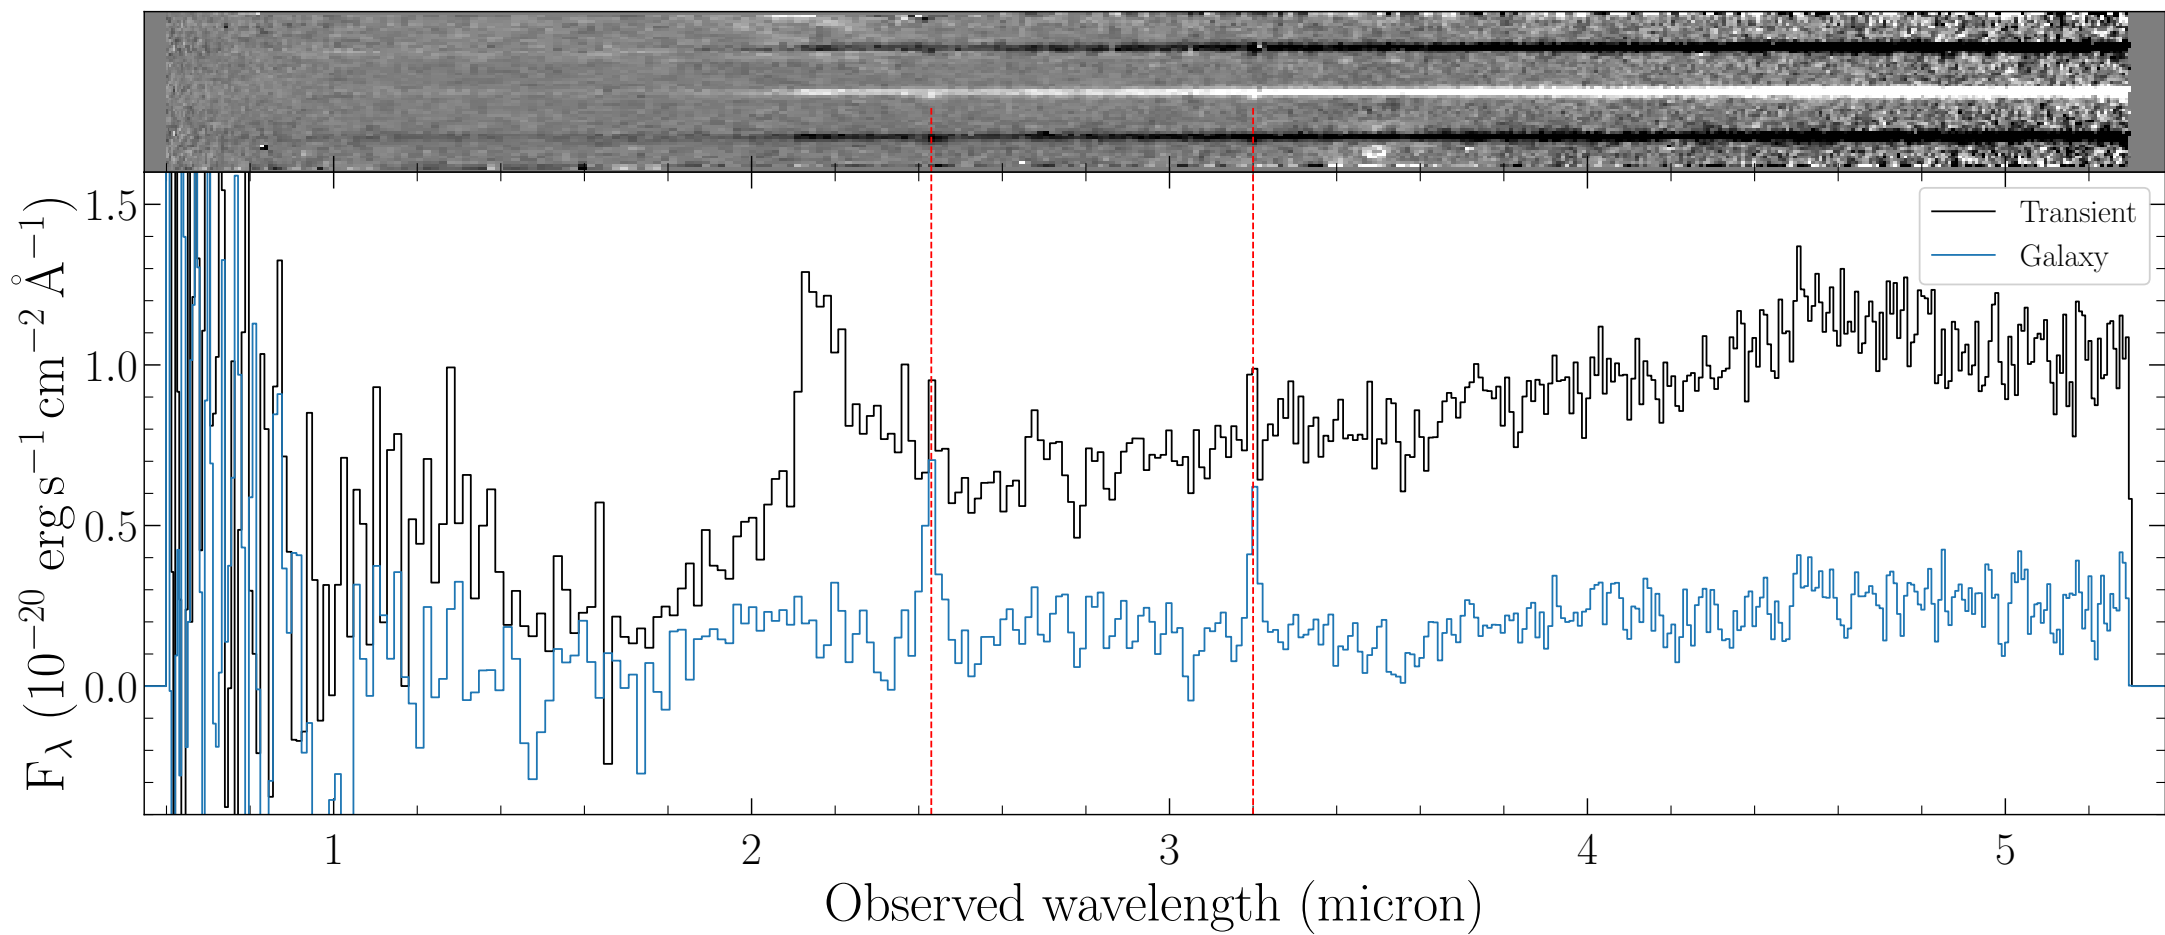 1.5
1.0
0.5
0.0
F_λ (10⁻²⁰ erg s⁻¹ cm⁻² Å⁻¹)
Transient
Galaxy
1 2 3 4 5
Observed wavelength (micron)